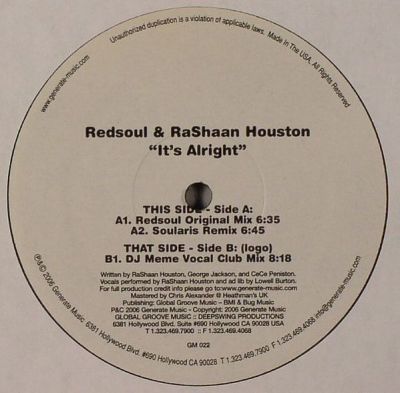 Unauthorized duplication is a violation of applicable laws. Made in The USA. All Rights Reserved
www.generate-music.com
Redsoul & RaShaan Houston
"It's Alright"
THIS SIDE - Side A:
A1. Redsoul Original Mix 6:35
A2. Soularis Remix 6:45
THAT SIDE - Side B: (logo)
B1. DJ Meme Vocal Club Mix 8:18
Written by RaShaan Houston, George Jackson, and CeCe Peniston.
Vocals performed by RaShaan Houston and ad lib by Lowell Burton.
For full production credit info please go to:www.generate-music.com
Mastered by Chris Alexander @ Heathman's UK
Publishing: Global Groove Music – BMI & Bug Music
P&C 2006 Generate Music - Copyright: 2006 Generate Music
GLOBAL GROOVE MUSIC :: DEEPSWING PRODUCTIONS
6381 Hollywood Blvd. Suite #690 Hollywood CA 90028 USA
T 1.323.469.7900 :: F 1.323.469.4068
GM 022
P&© 2006 Generate Music 6381 Hollywood Blvd. #690 Hollywood CA 90028 T 1.323.469.7900 F 1.323.469.4068 info@generate-music.com